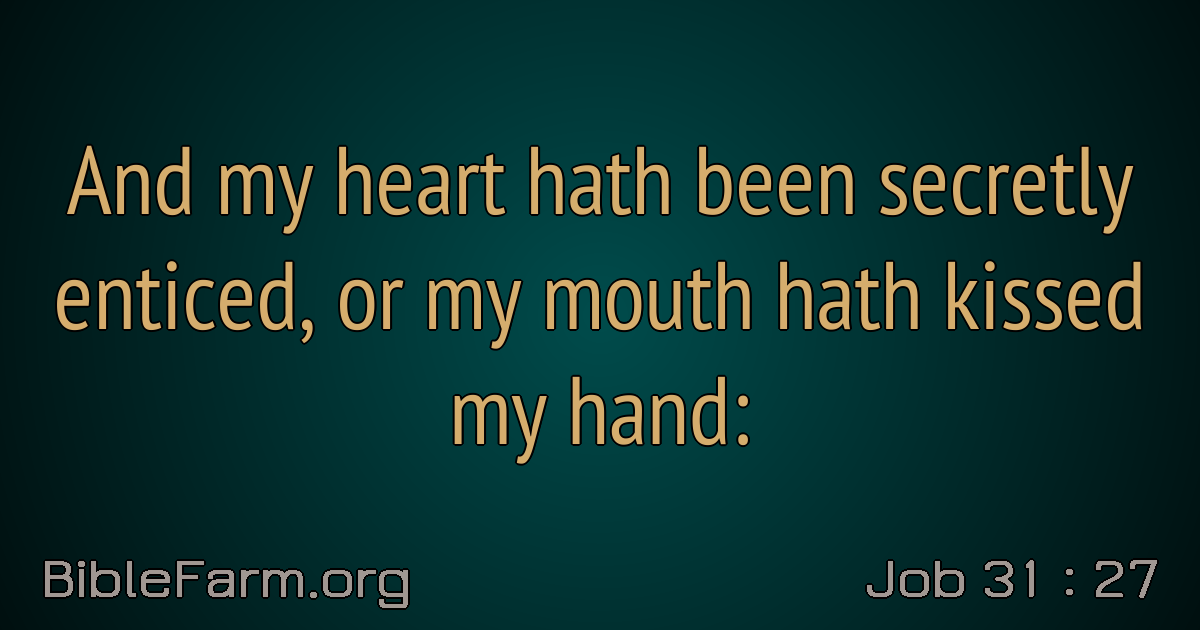 And my heart hath been secretly
enticed, or my mouth hath kissed
my hand:
BibleFarm.org
Job 31 : 27